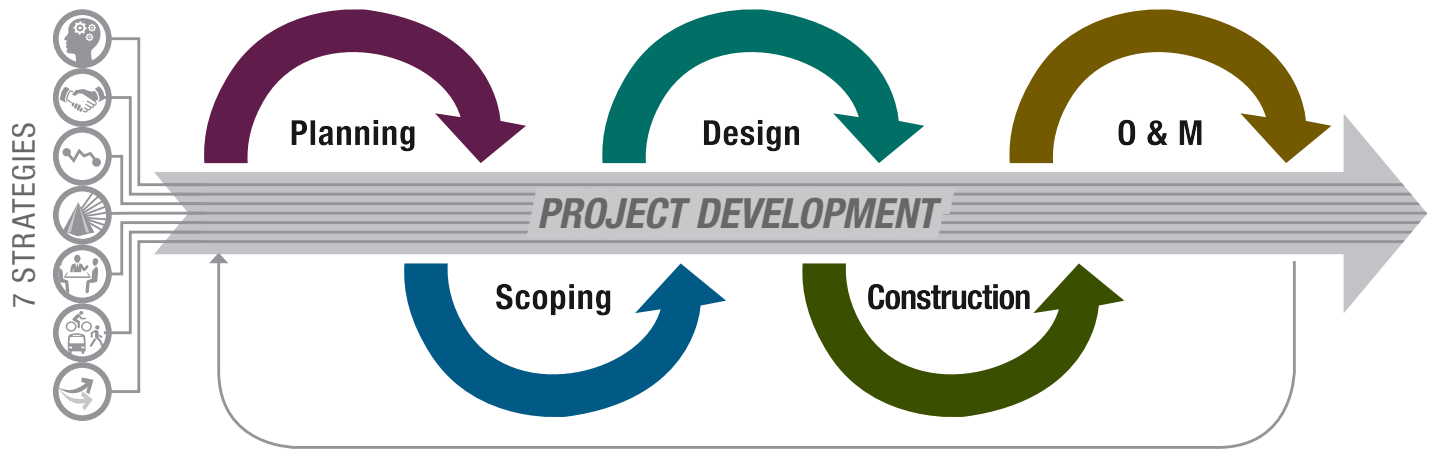 7 STRATEGIES
Planning
Design
O & M
PROJECT DEVELOPMENT
Scoping
Construction